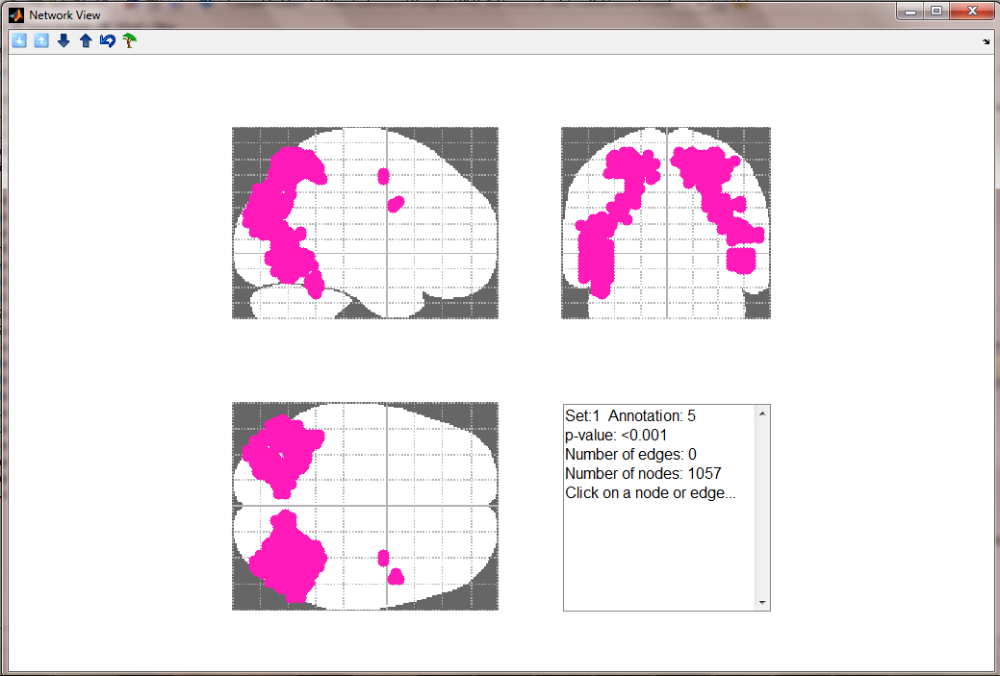 Network View
Set:1 Annotation: 5
p-value: <0.001
Number of edges: 0
Number of nodes: 1057
Click on a node or edge...